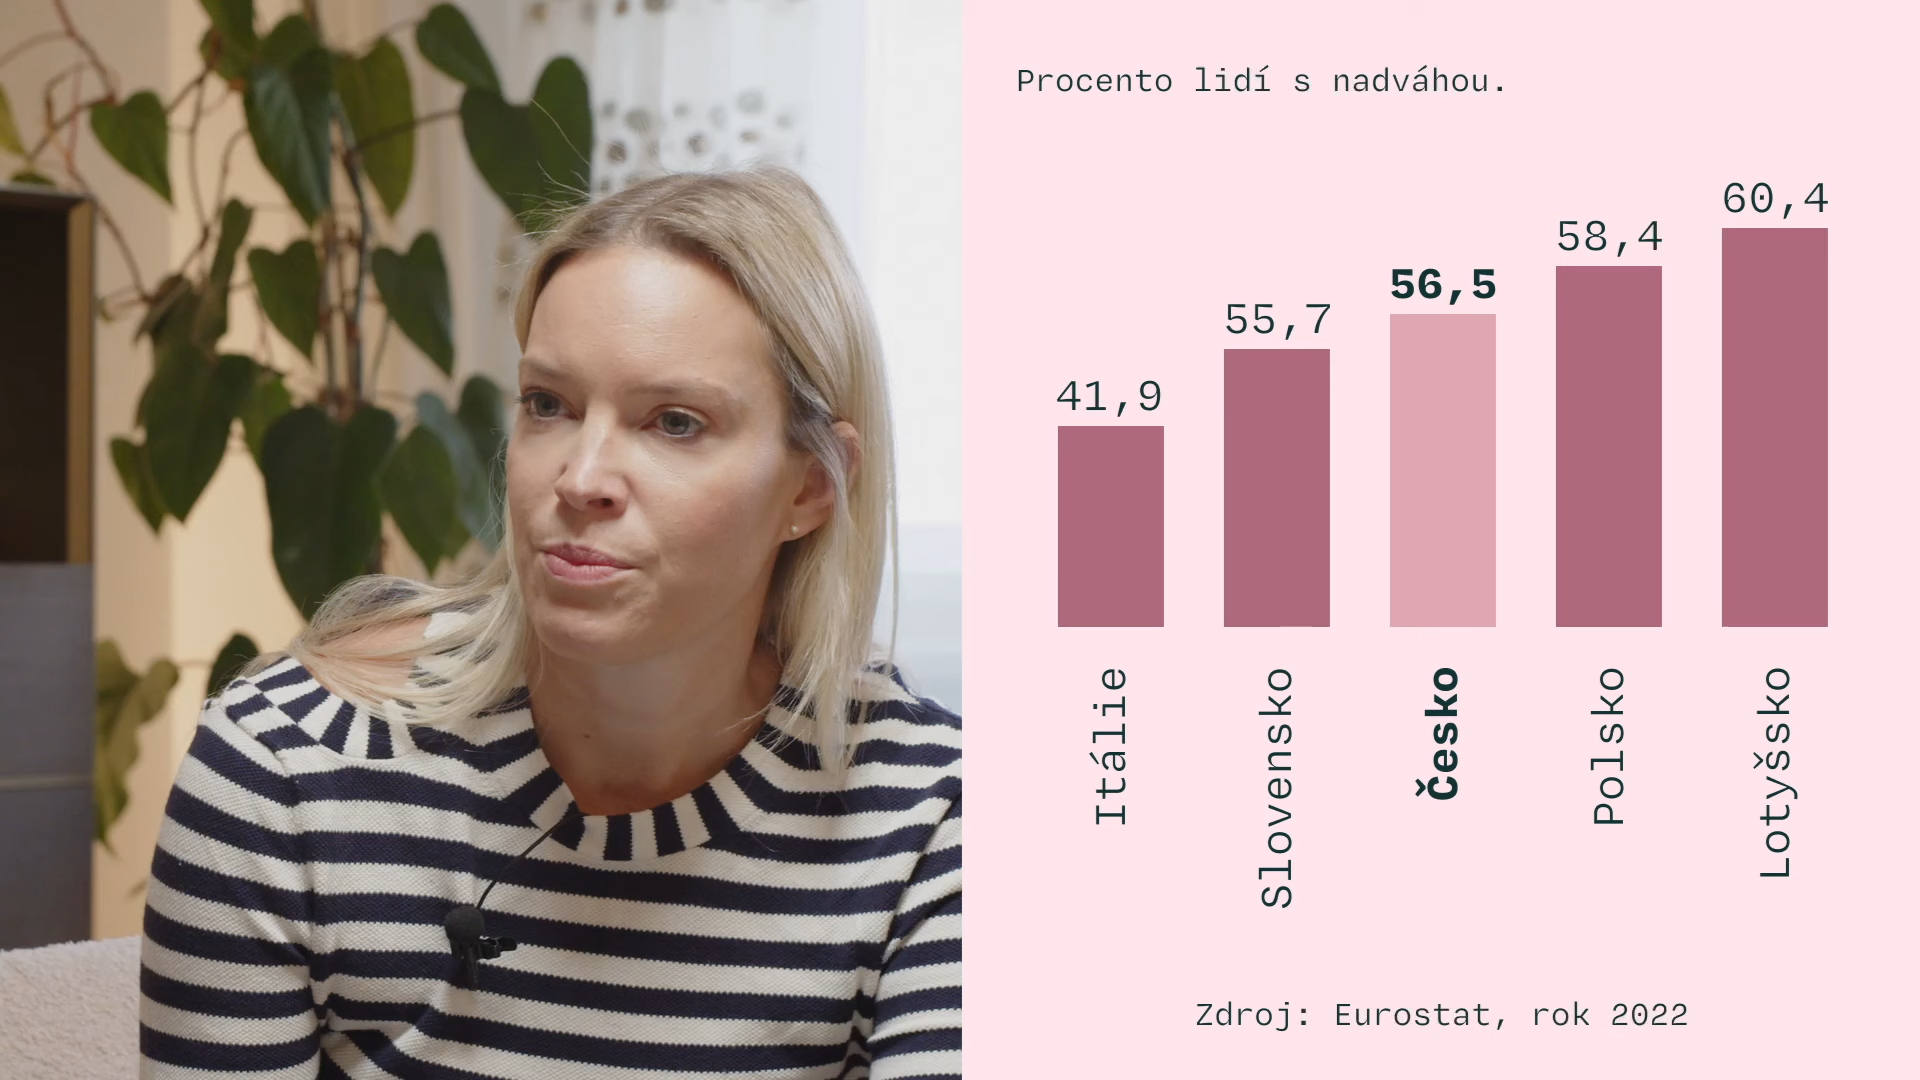 Procento lidí s nadváhou.
41,9
55,7
56,5
58,4
60,4
Itálie
Slovensko
Česko
Polsko
Lotyšsko
Zdroj: Eurostat, rok 2022